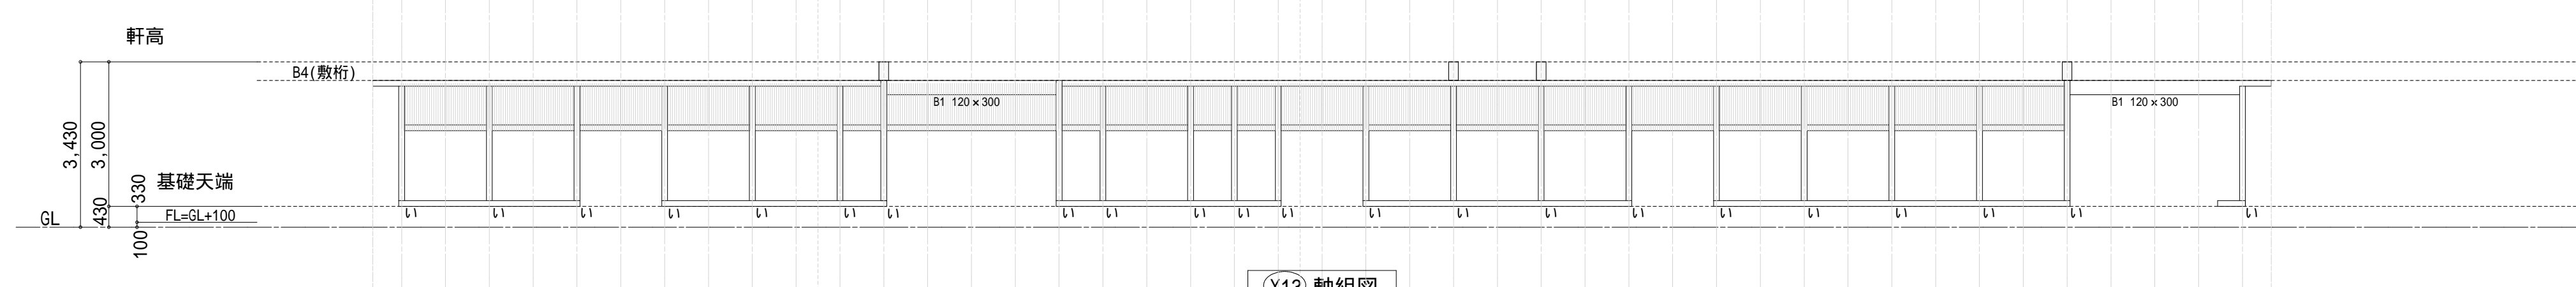 軒高
B4(敷桁)
B1 120×300
B1 120×300
3,430
3,000
330
基礎天端
430
GL
FL=GL+100
100
い い い い い い い い い い い い い い い い い い い い い い い
軸組図